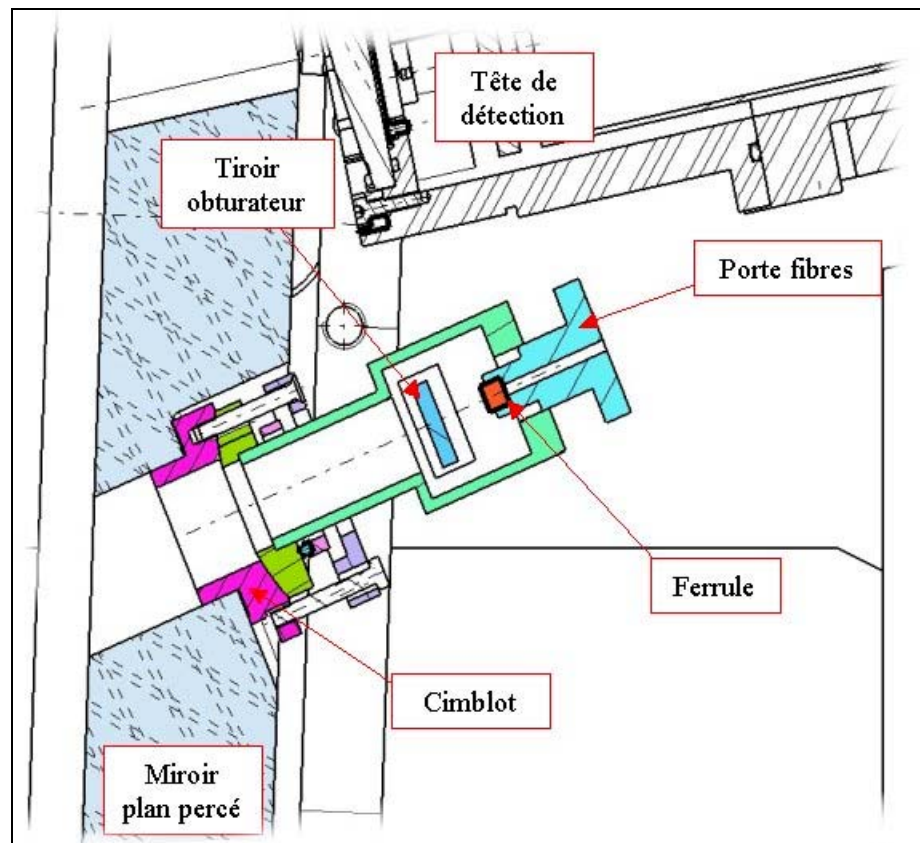 Tête de
détection
Tiroir
obturateur
Porte fibres
Ferrule
Cimblot
Miroir
plan percé